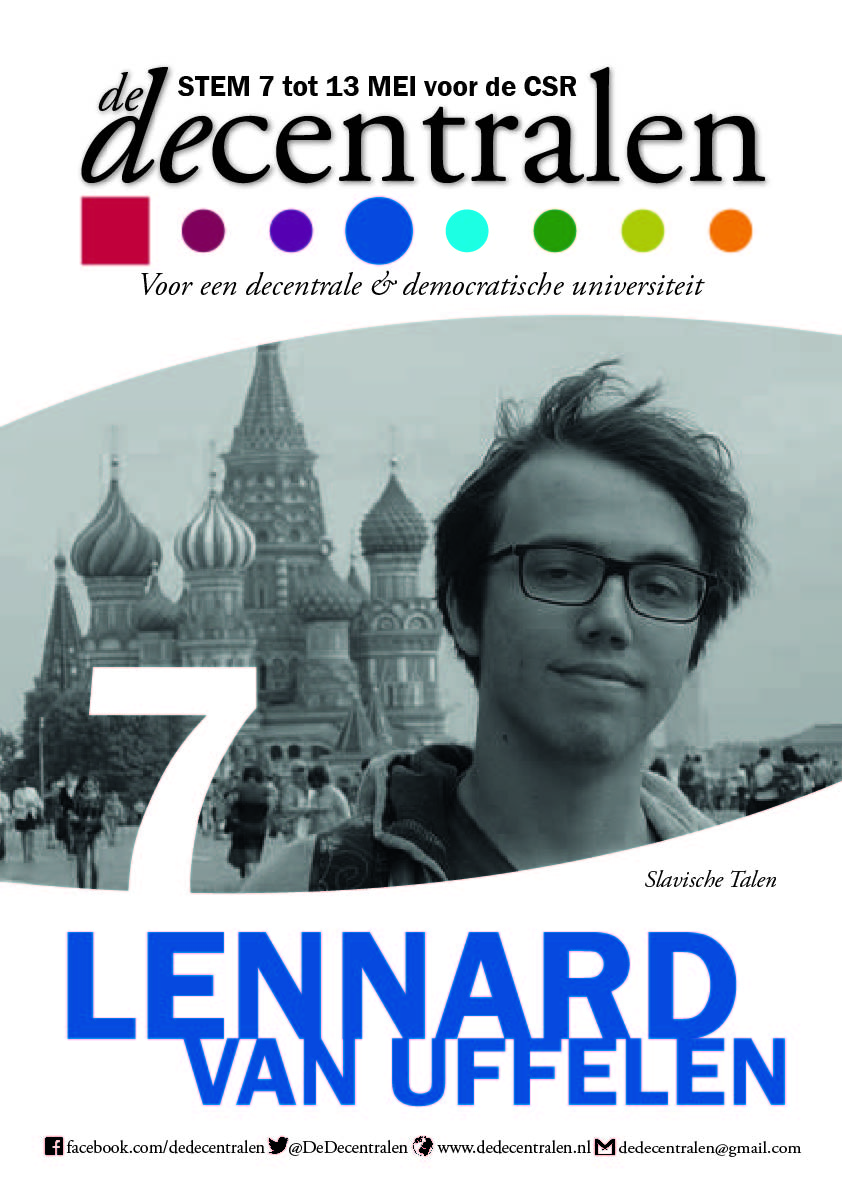 STEM 7 tot 13 MEI voor de CSR
de
decentralen
Voor een decentrale & democratische universiteit
7
Slavische Talen
LENNARD
VAN UFFELEN
facebook.com/dedecentralen @DeDecentralen www.dedecentralen.nl dedecentralen@gmail.com